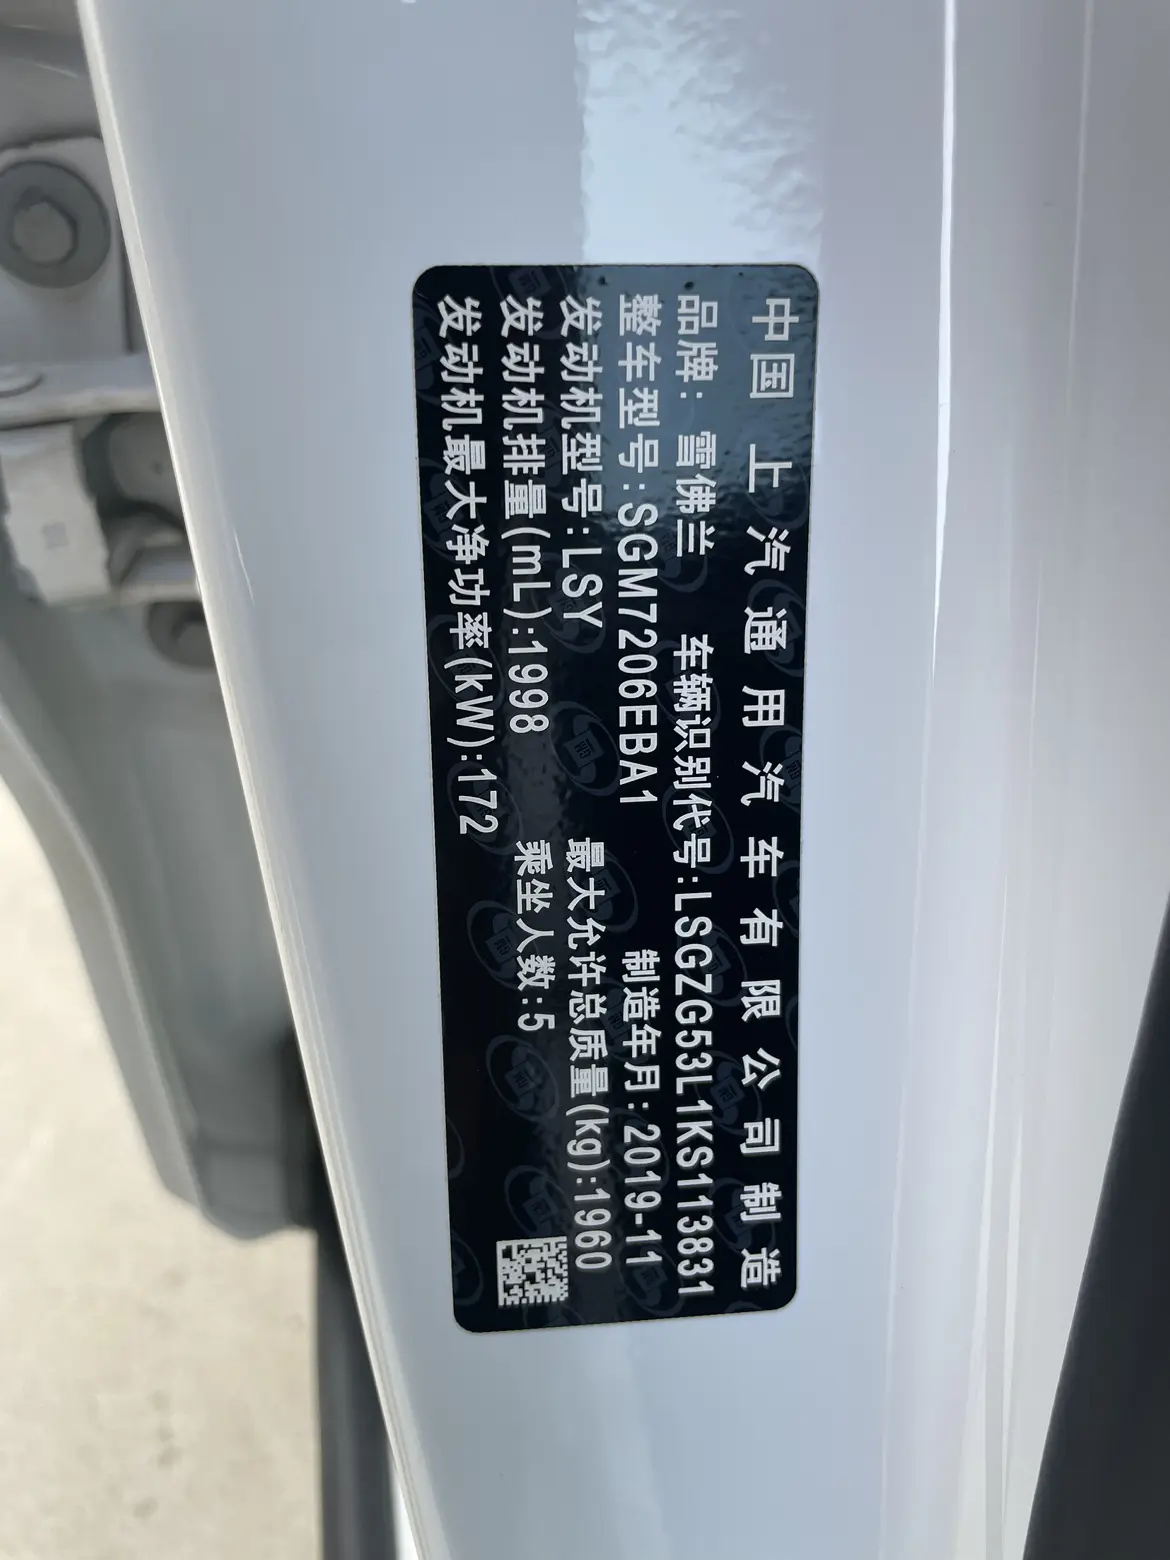 中国 上汽通用汽车有限公司制造
品牌: 雪佛兰 车辆识别代号:LSGZG53L1KS113831
整车型号:SGM7206EBA1 制造年月:2019-11
发动机型号:LSY 最大允许总质量(kg):1960
发动机排量(mL):1998 乘坐人数:5
发动机最大净功率(kW):172